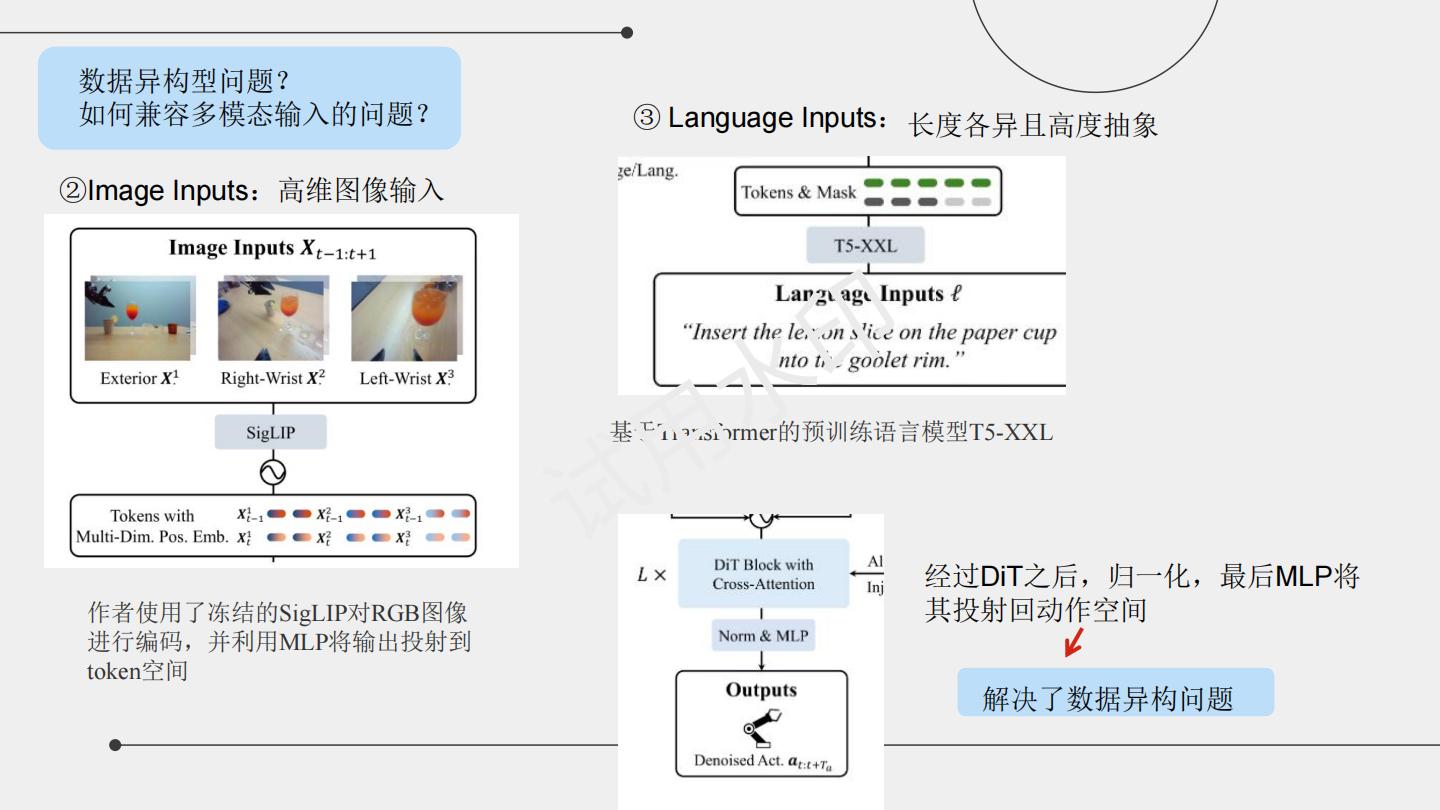 数据异构型问题？
如何兼容多模态输入的问题？
②Image Inputs：高维图像输入
Image Inputs X_{t−1:t+1}
Exterior X^1 Right-Wrist X^2 Left-Wrist X^3
SigLIP
Tokens with X^1_{t−1} X^2_{t−1} X^3_{t−1}
Multi-Dim. Pos. Emb. X^1_t X^2_t X^3_t
作者使用了冻结的SigLIP对RGB图像
进行编码，并利用MLP将输出投射到
token空间
③ Language Inputs：长度各异且高度抽象
ge/Lang.
Tokens & Mask
T5-XXL
Language Inputs ℓ
“Insert the lemon slice on the paper cup
nto the goblet rim.”
基于Transformer的预训练语言模型T5-XXL
试用水印
L × DiT Block with
Cross-Attention
Al
Inj
Norm & MLP
Outputs
Denoised Act. a_{t:t+T_a}
经过DiT之后，归一化，最后MLP将
其投射回动作空间
解决了数据异构问题